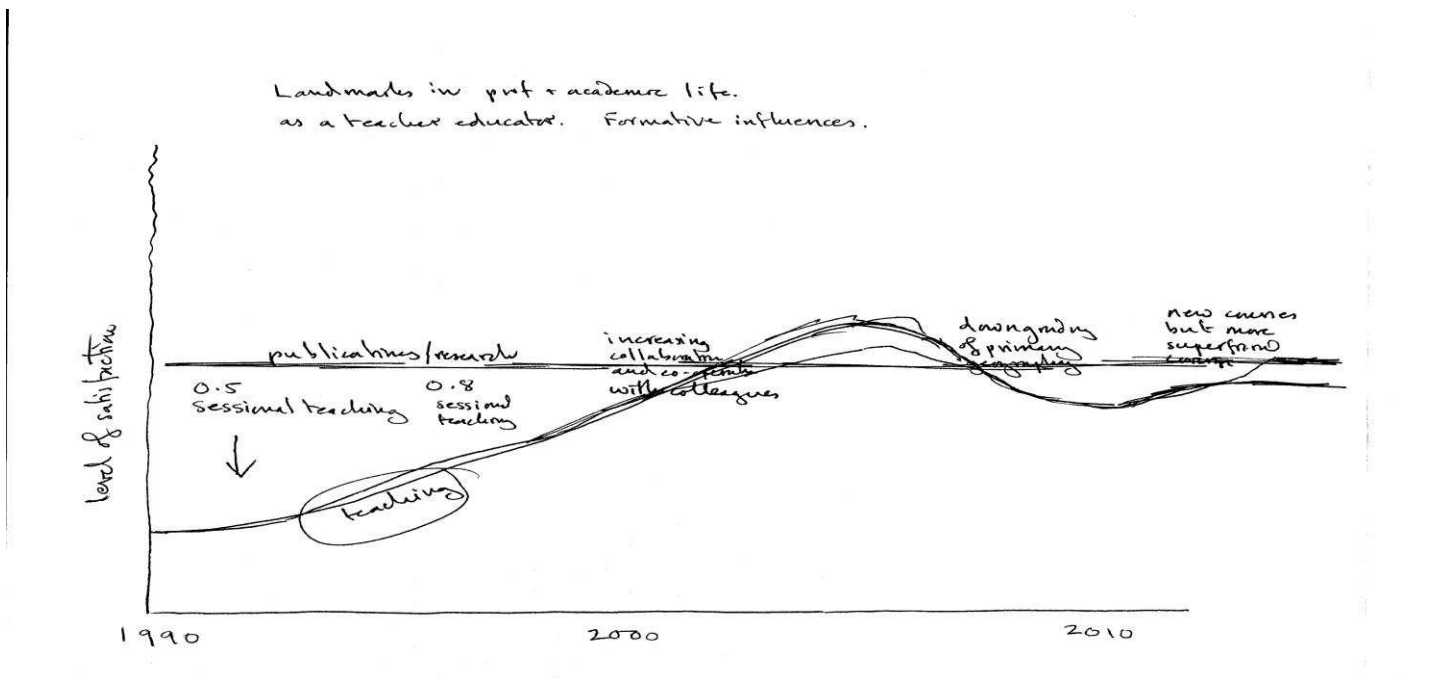 Landmarks in prof + academic life.
as a teacher educator. Formative influences.
level of satisfaction
publications/research
0.5
sessional teaching
0.8
sessional
teaching
increasing
collaboration
and co-
with colleagues
downgrading
of primary
geography
new courses
but more
superficial
teaching
1990
2000
2010